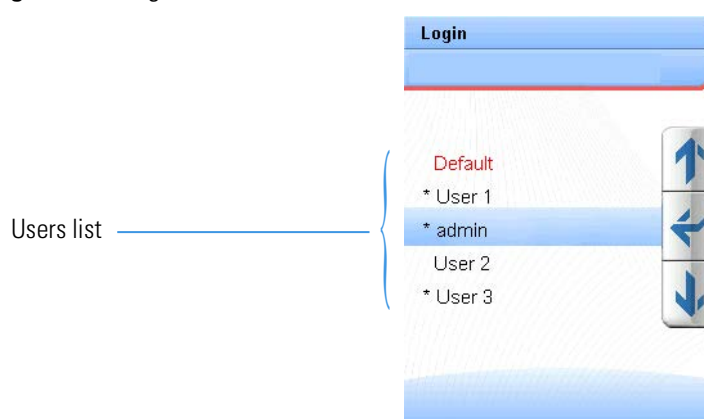 Login
Default
* User 1
Users list
* admin
User 2
* User 3